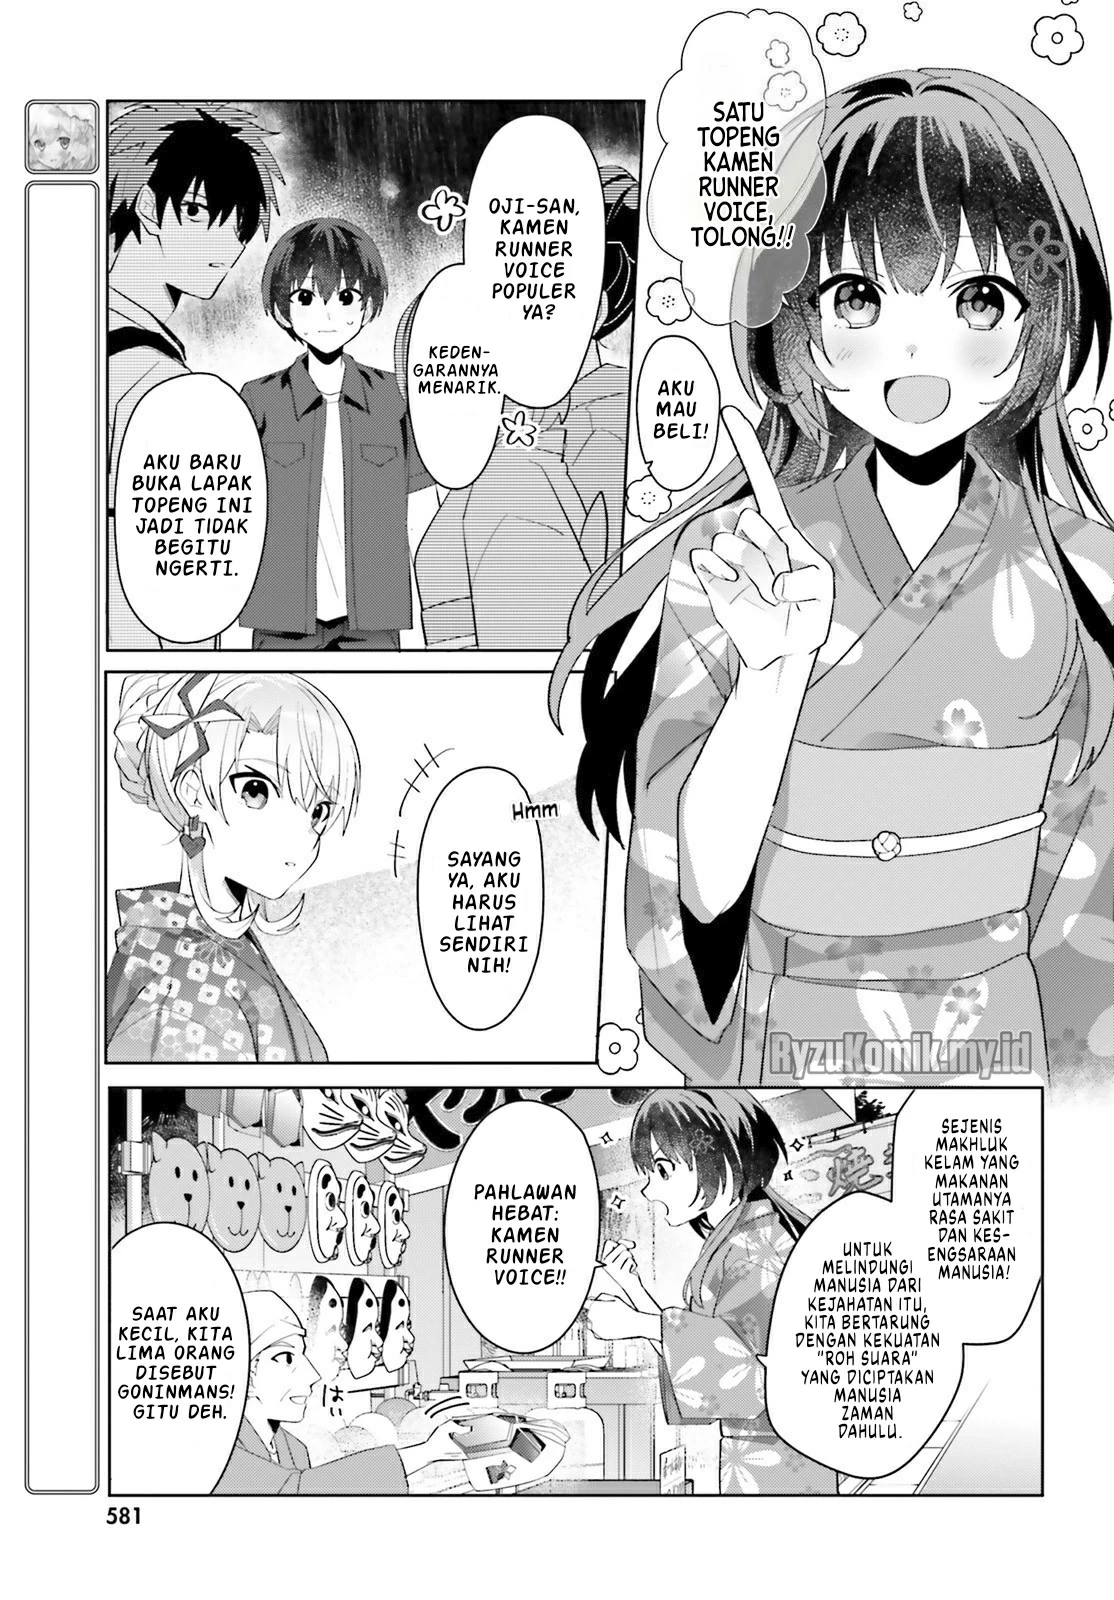 SATU
TOPENG
KAMEN
RUNNER
VOICE,
TOLONG!!
AKU
MAU
BELI!
OJI-SAN,
KAMEN
RUNNER
VOICE
POPULER
YA?
KEDEN-
GARANNYA
MENARIK.
AKU BARU
BUKA LAPAK
TOPENG INI
JADI TIDAK
BEGITU
NGERTI.
Hmm
SAYANG
YA, AKU
HARUS
LIHAT
SENDIRI
NIH!
RyzuKomik.my.id
SEJENIS
MAKHLUK
KELAM YANG
MAKANAN
UTAMANYA
RASA SAKIT
DAN KES-
ENGSARAAN
MANUSIA!
UNTUK
MELINDUNGI
MANUSIA DARI
KEJAHATAN ITU,
KITA BERTARUNG
DENGAN KEKUATAN
"ROH SUARA"
YANG DICIPTAKAN
MANUSIA
ZAMAN
DAHULU.
PAHLAWAN
HEBAT:
KAMEN
RUNNER
VOICE!!
焼
はい
SAAT AKU
KECIL, KITA
LIMA ORANG
DISEBUT
GONINMANS!
GITU DEH.
581